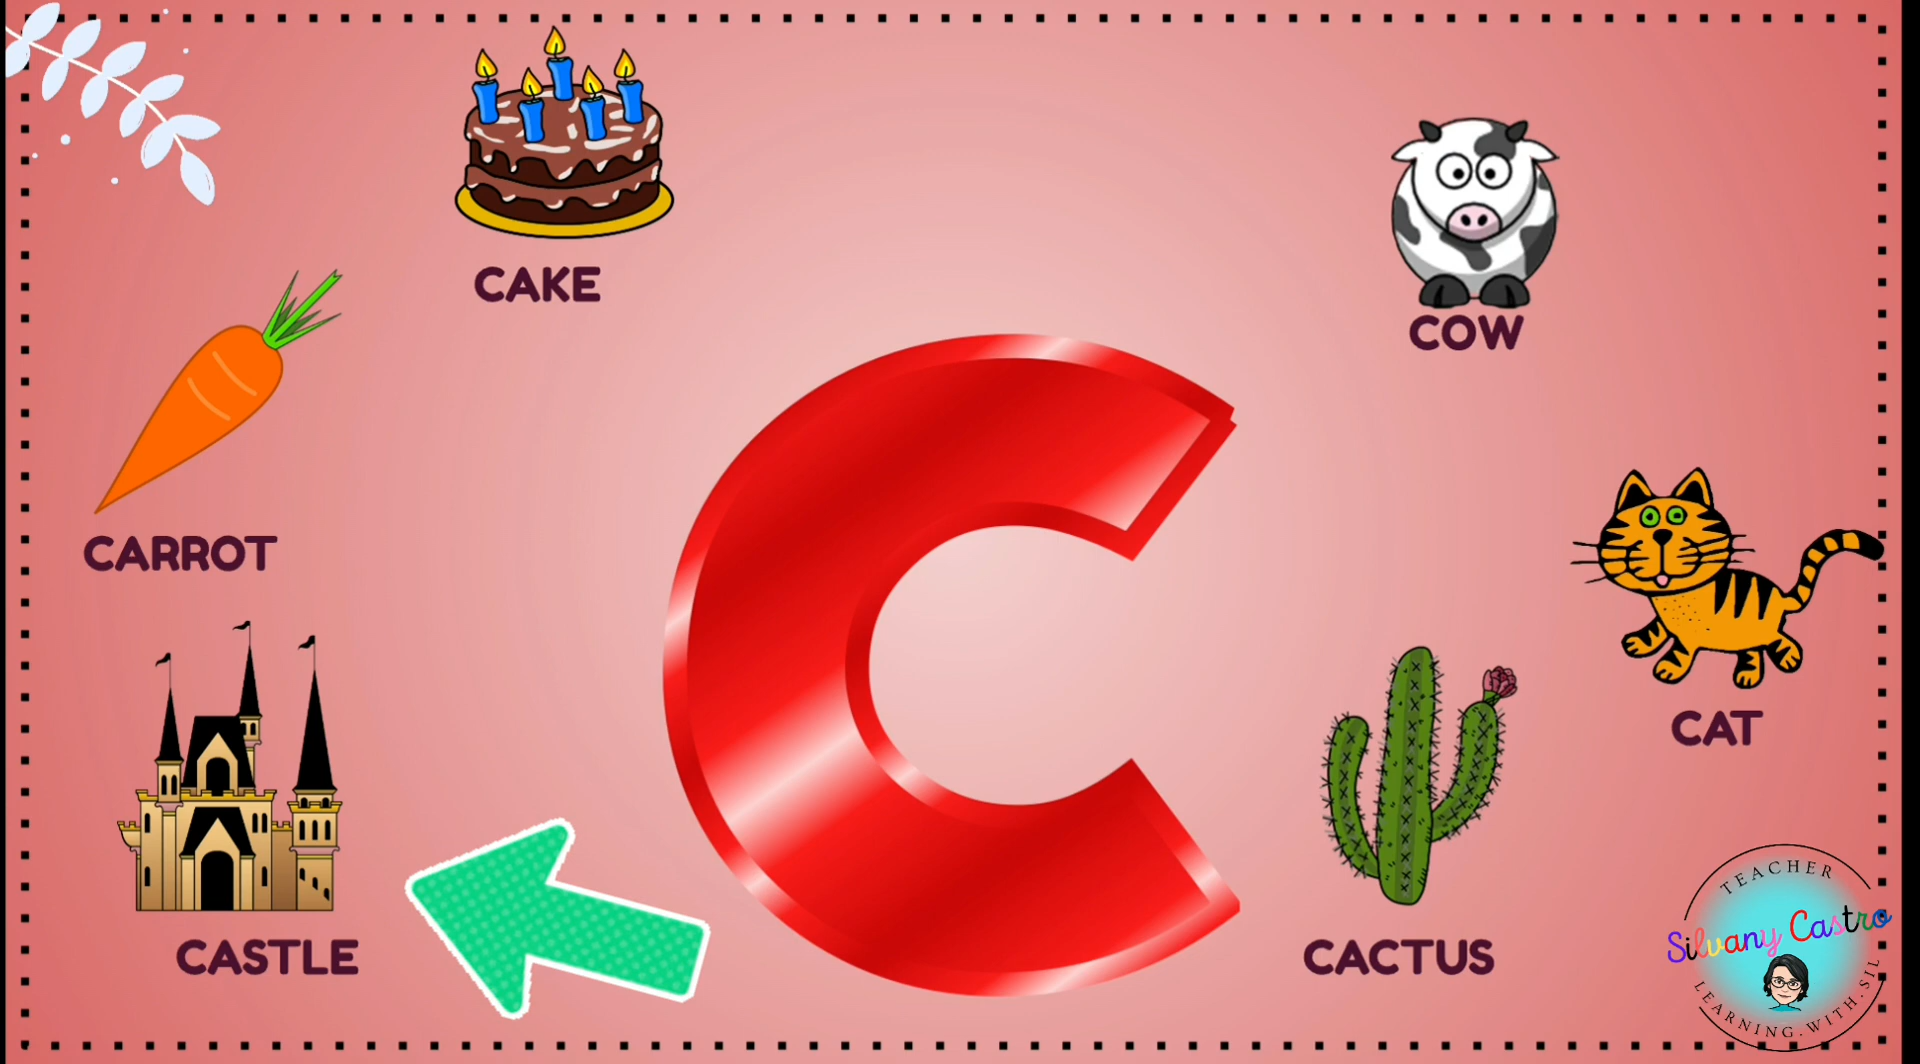 CAKE
COW
CARROT
C
CAT
CASTLE
CACTUS
TEACHER
Silvany Castro
LEARNING.WITH.SIL